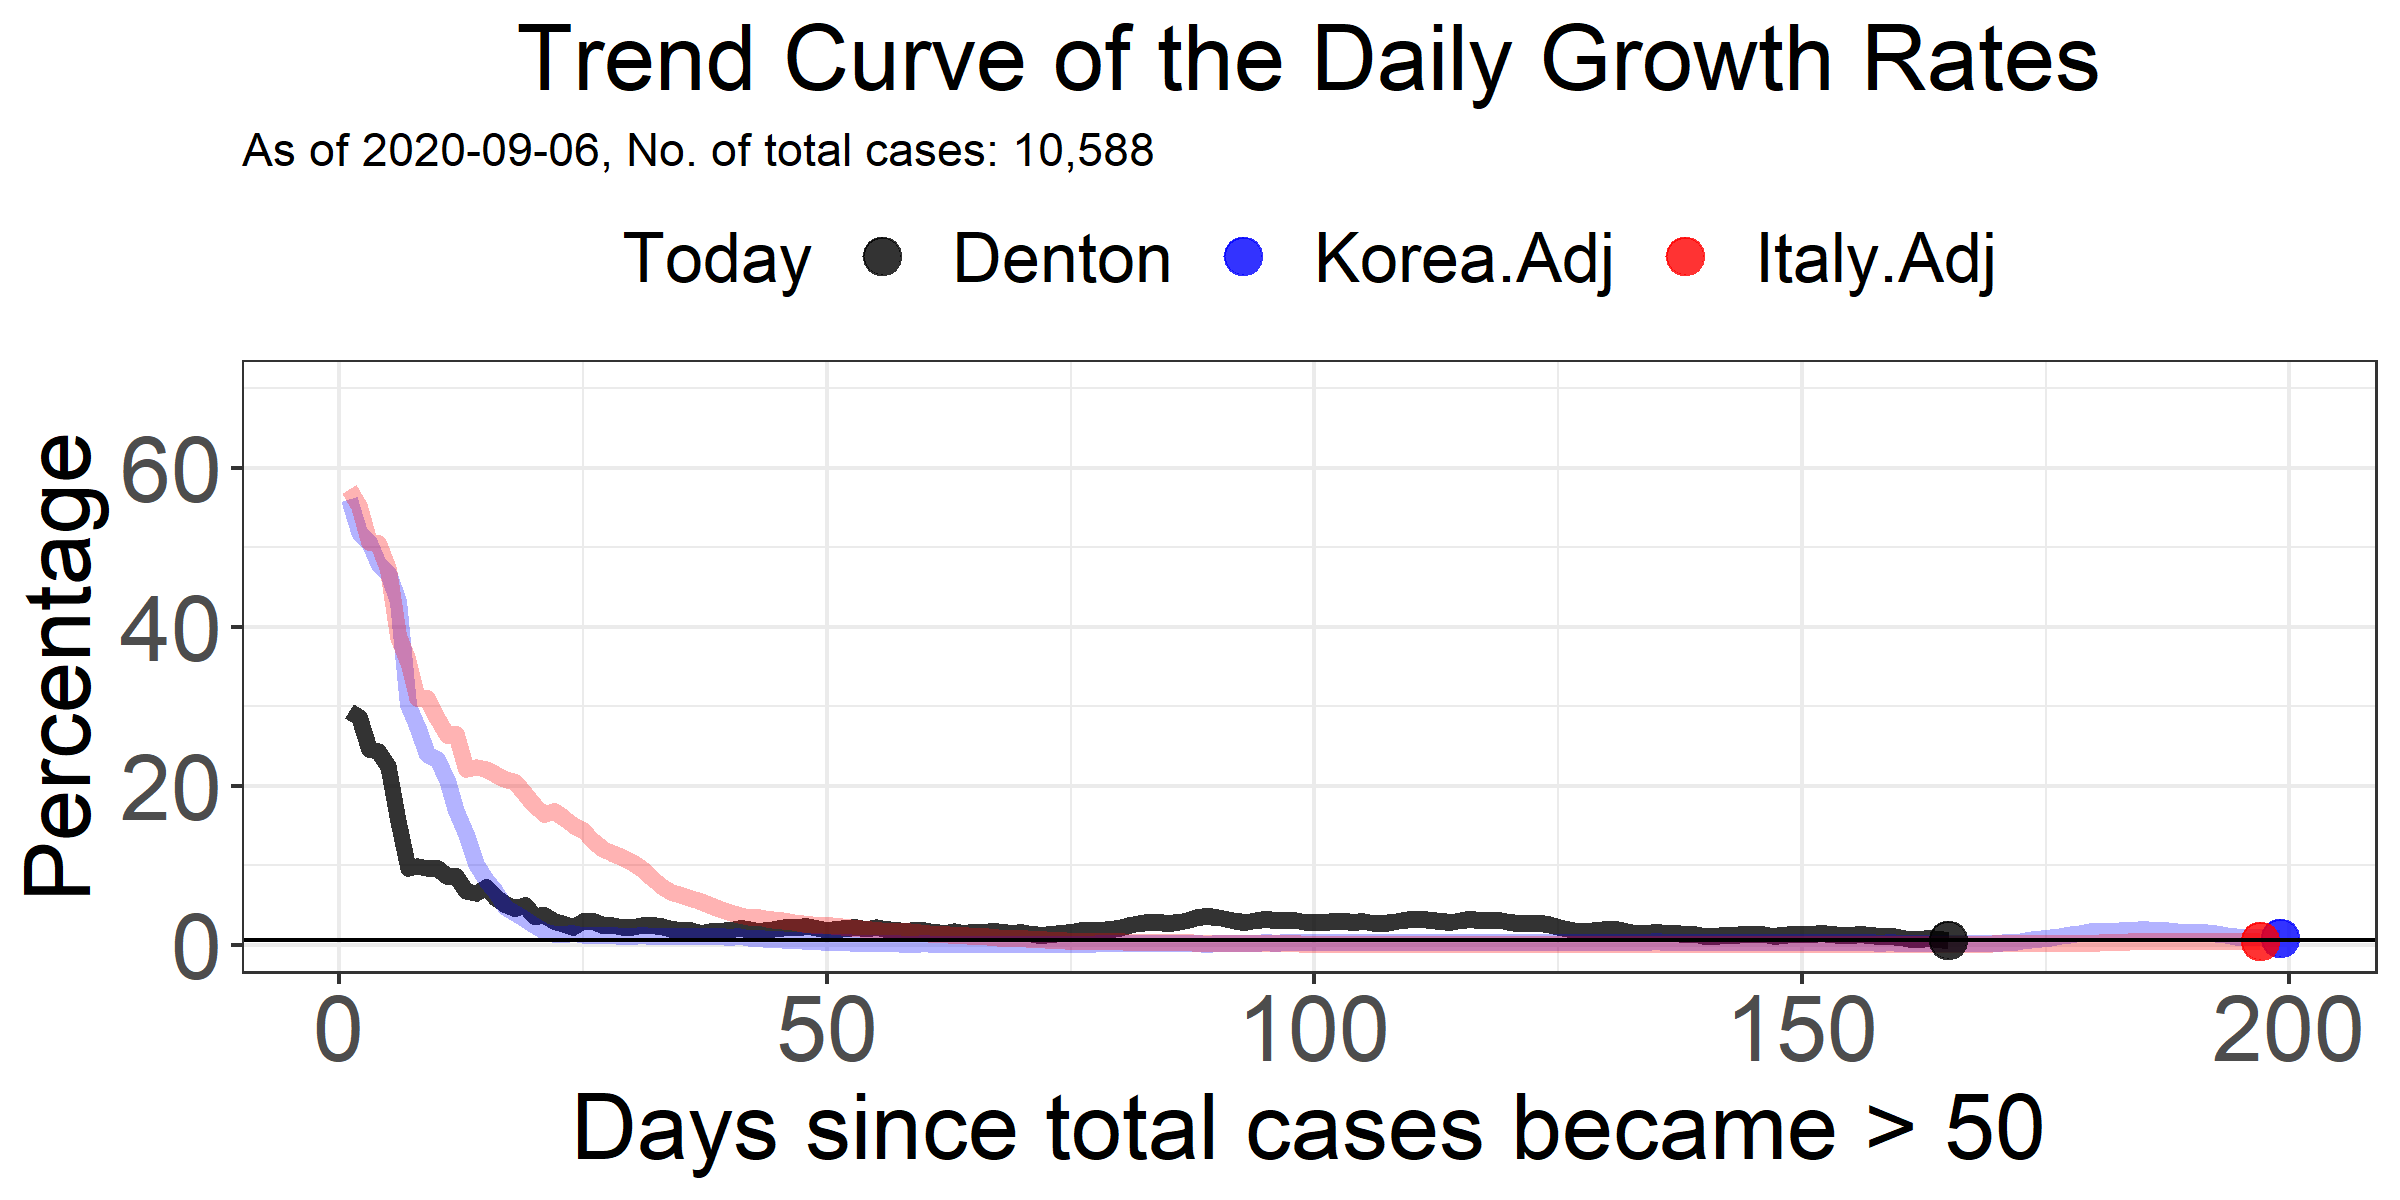 Trend Curve of the Daily Growth Rates
As of 2020-09-06, No. of total cases: 10,588
Today Denton Korea.Adj Italy.Adj
Percentage
60
40
20
0
0 50 100 150 200
Days since total cases became > 50